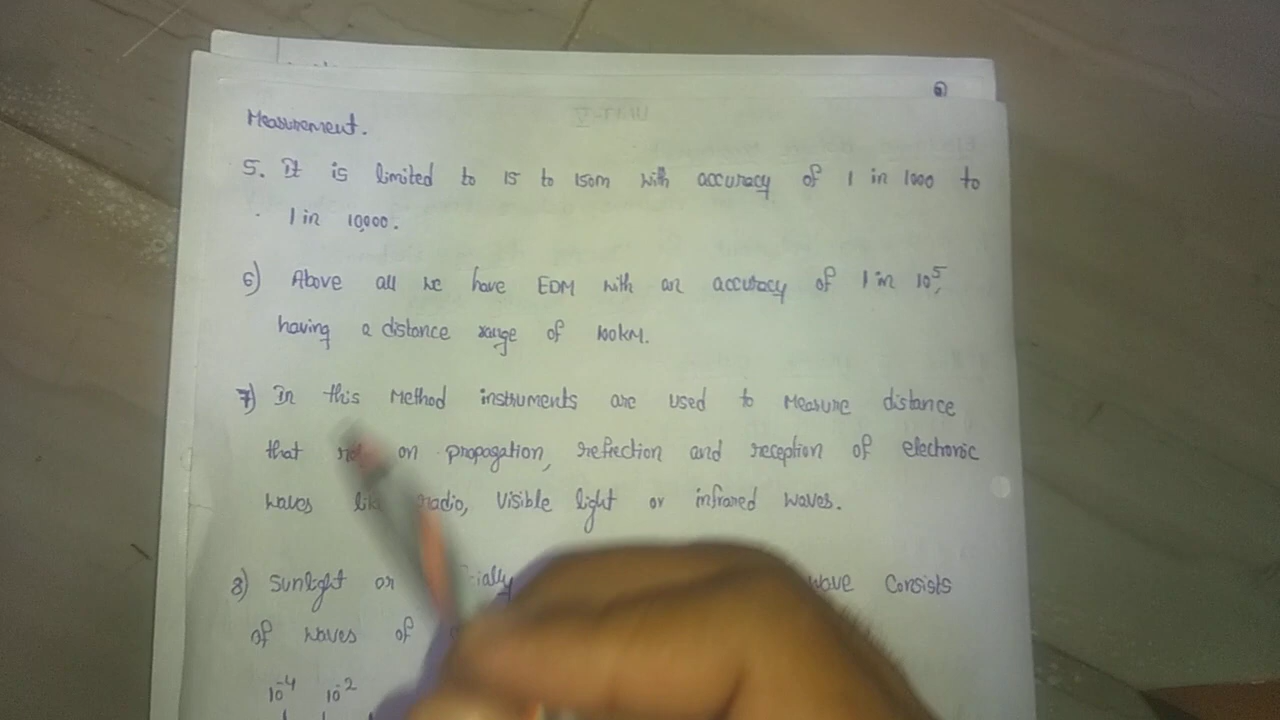 6
Measurement.
5. It is limited to 15 to 150m with accuracy of 1 in 1000 to
1 in 10,000.
6) Above all we have EDM with an accuracy of 1 in 10⁵,
having a distance range of 100km.
7) In this Method instruments are used to Measure distance
that on propagation, refrection and reception of electronic
waves radio, visible light or infrared waves.
8) Sunlight or wave consists
of waves of
10⁻⁴ 10⁻²